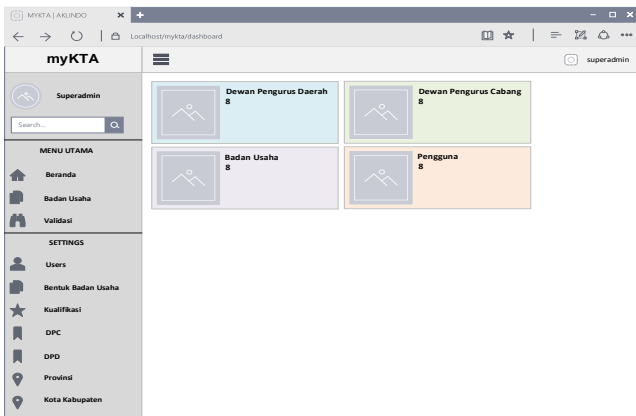 MYKTA | AKLINDO
Localhost/mykta/dashboard
myKTA
superadmin
Superadmin
Search...
MENU UTAMA
Beranda
Badan Usaha
Validasi
SETTINGS
Users
Bentuk Badan Usaha
Kualifikasi
DPC
DPD
Provinsi
Kota Kabupaten
Dewan Pengurus Daerah
8
Dewan Pengurus Cabang
8
Badan Usaha
8
Pengguna
8